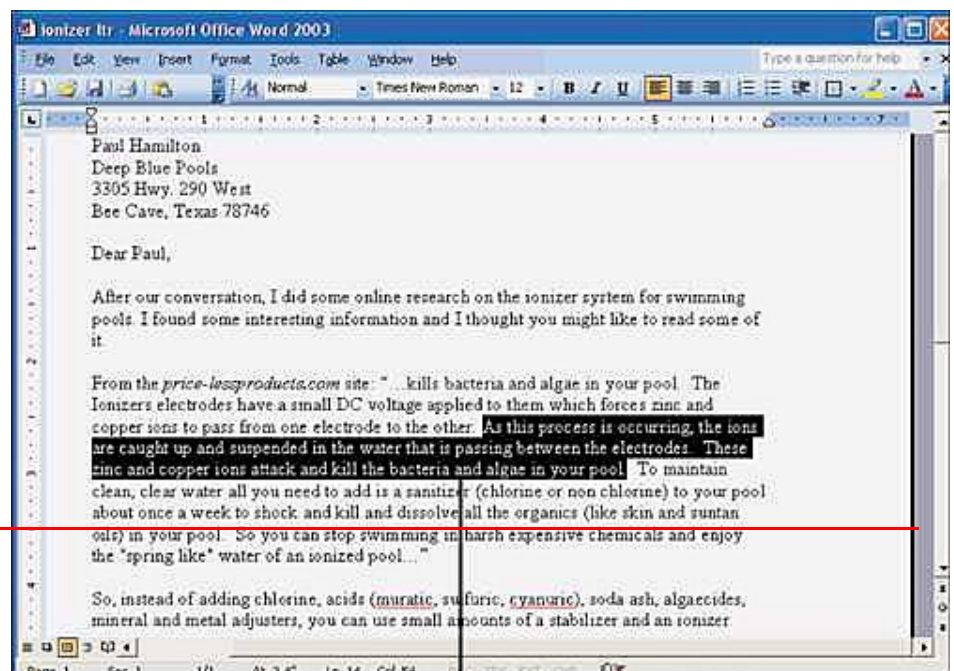 ionizer ltr - Microsoft Office Word 2003
File Edit View Insert Format Tools Table Window Help Type a question for help
Normal Times New Roman 12 B I U A
1 2 3 4 5 7
Paul Hamilton
Deep Blue Pools
3305 Hwy. 290 West
Bee Cave, Texas 78746
Dear Paul,
After our conversation, I did some online research on the ionizer system for swimming
pools. I found some interesting information and I thought you might like to read some of
it.
From the price-lessproducts.com site: "...kills bacteria and algae in your pool. The
Ionizers electrodes have a small DC voltage applied to them which forces zinc and
copper ions to pass from one electrode to the other. As this process is occurring, the ions
are caught up and suspended in the water that is passing between the electrodes. These
zinc and copper ions attack and kill the bacteria and algae in your pool. To maintain
clean, clear water all you need to add is a sanitizer (chlorine or non chlorine) to your pool
about once a week to shock and kill and dissolve all the organics (like skin and suntan
oils) in your pool. So you can stop swimming in harsh expensive chemicals and enjoy
the "spring like" water of an ionized pool..."
So, instead of adding chlorine, acids (muratic, sulfuric, cyanuric), soda ash, algaecides,
mineral and metal adjusters, you can use small amounts of a stabilizer and an ionizer